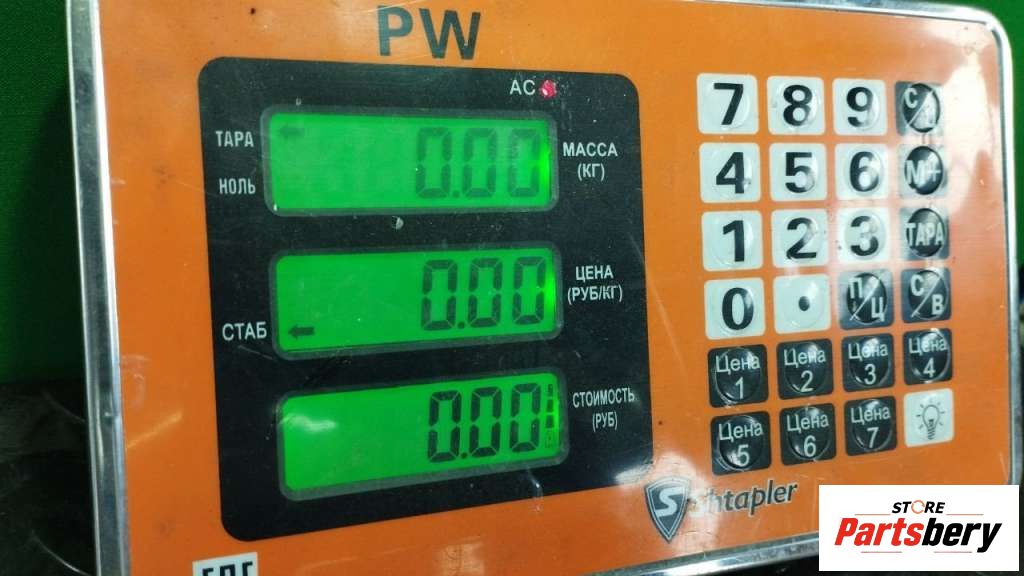 PW
AC
ТАРА
НОЛЬ
0.00
МАССА
(КГ)
СТАБ
0.00
ЦЕНА
(РУБ/КГ)
0.00
СТОИМОСТЬ
(РУБ)
7 8 9
4 5 6 М+
1 2 3 ТАРА
0 . П/Ц С/В
Цена 1 Цена 2 Цена 3 Цена 4
Цена 5 Цена 6 Цена 7
S Shtapler
STORE
Partsbery